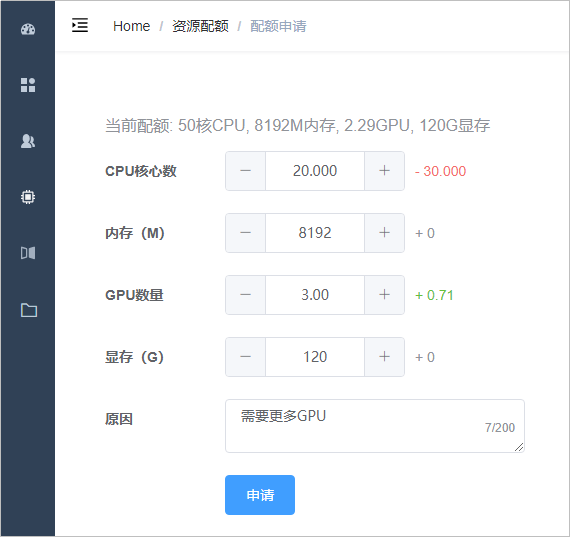 Home / 资源配额 / 配额申请
当前配额: 50核CPU, 8192M内存, 2.29GPU, 120G显存
CPU核心数 − 20.000 + - 30.000
内存（M） − 8192 + + 0
GPU数量 − 3.00 + + 0.71
显存（G） − 120 + + 0
原因 需要更多GPU
7/200
申请